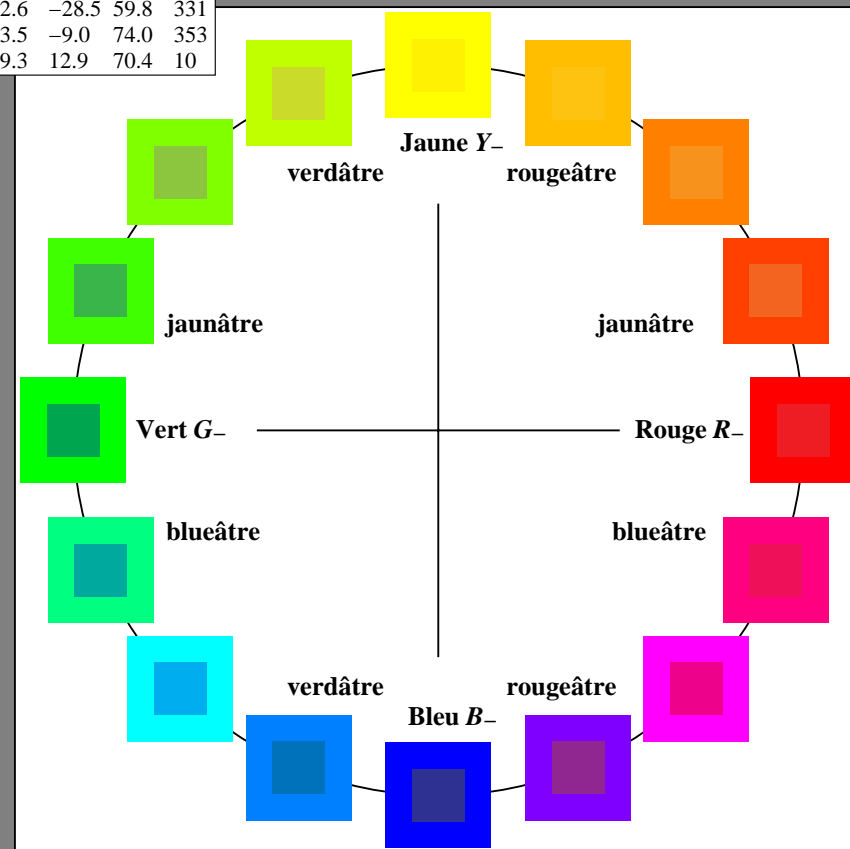 2.6 −28.5 59.8 331
3.5 −9.0 74.0 353
9.3 12.9 70.4 10
Jaune Y–
verdâtre rougeâtre
jaunâtre jaunâtre
Vert G– Rouge R–
blueâtre blueâtre
verdâtre rougeâtre
Bleu B–